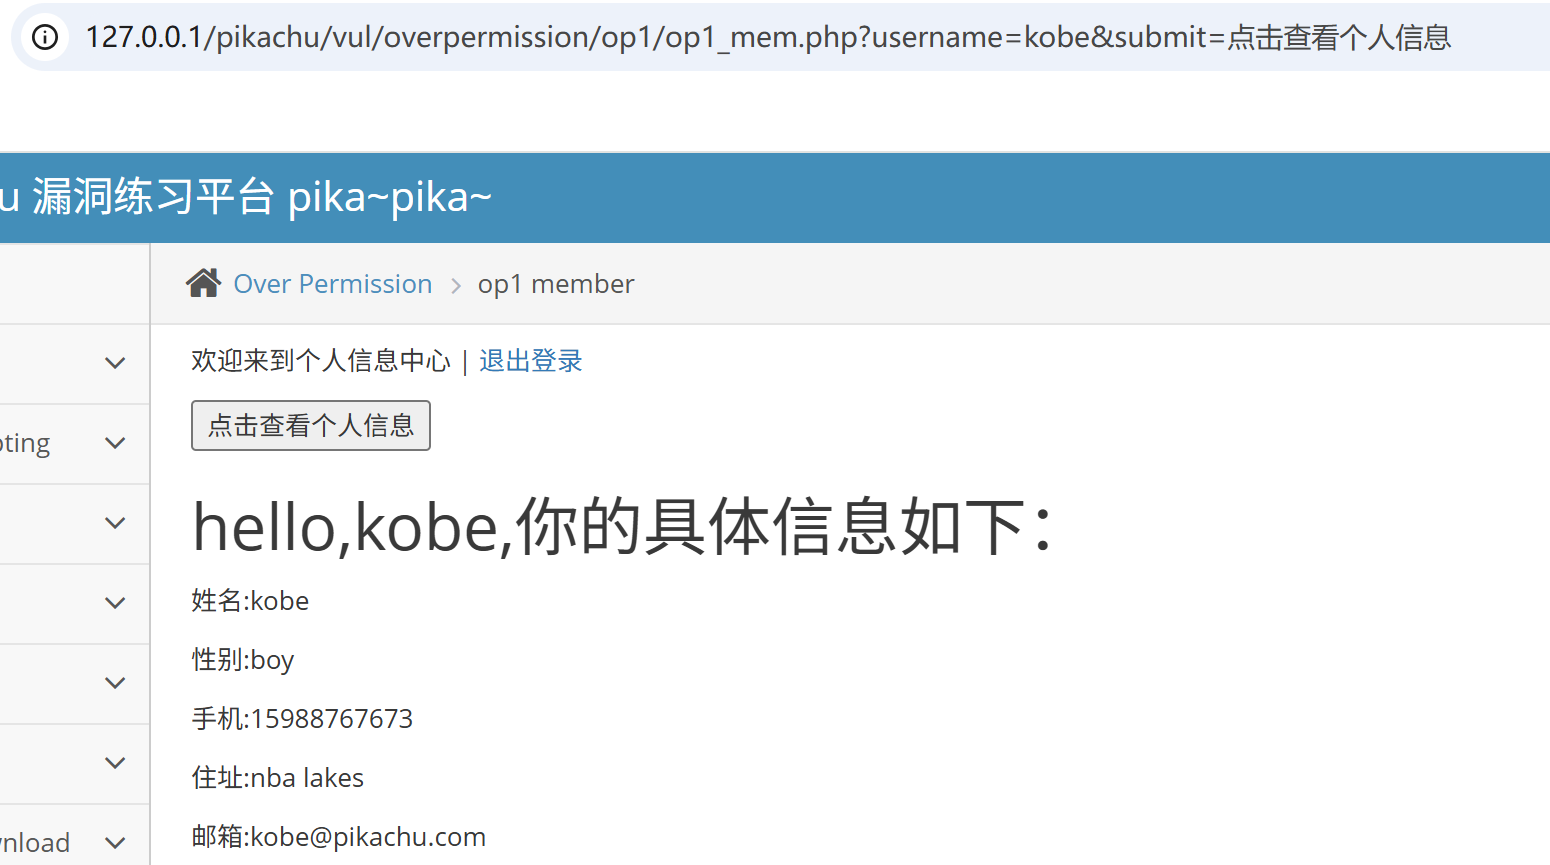 127.0.0.1/pikachu/vul/overpermission/op1/op1_mem.php?username=kobe&submit=点击查看个人信息
u 漏洞练习平台 pika~pika~
Over Permission > op1 member
欢迎来到个人信息中心 | 退出登录
点击查看个人信息
pting
hello,kobe,你的具体信息如下：
姓名:kobe
性别:boy
手机:15988767673
住址:nba lakes
邮箱:kobe@pikachu.com
wnload